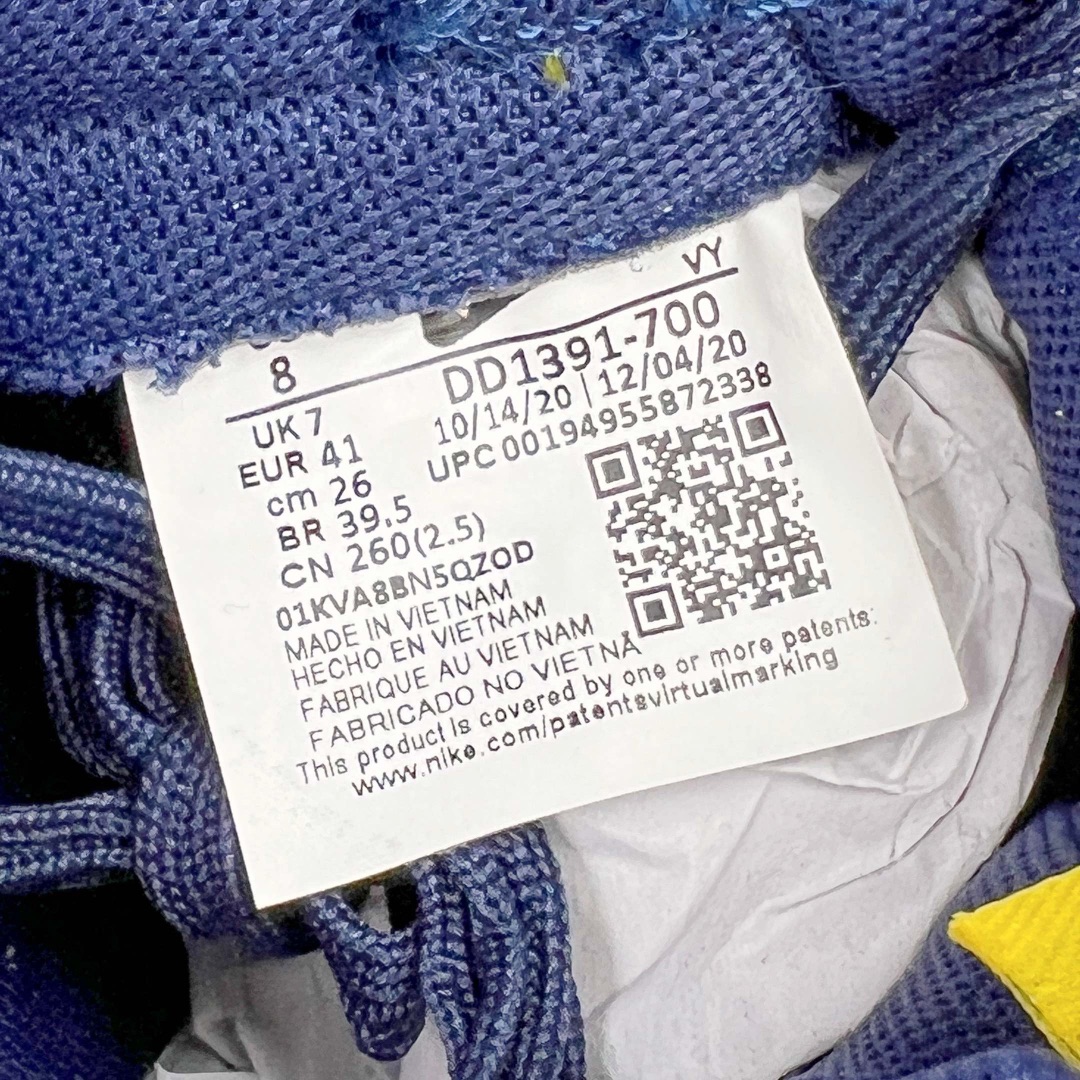 VY
8
DD1391-700
UK 7
10/14/20 | 12/04/20
EUR 41
UPC 00194955872338
cm 26
BR 39.5
CN 260(2.5)
01KVA8BN5QZOD
MADE IN VIETNAM
HECHO EN VIETNAM
FABRIQUE AU VIETNAM
FABRICADO NO VIETNÃ
This product is covered by one or more patents:
www.nike.com/patentsvirtualmarking